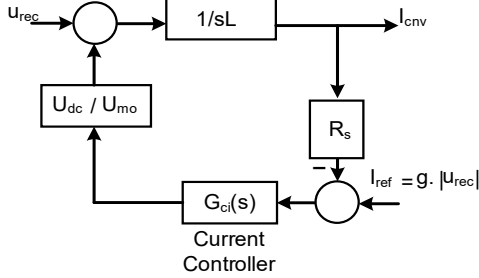 u_rec
1/sL
I_cnv
U_dc / U_mo
R_s
−
I_ref = g. |u_rec|
G_ci(s)
Current
Controller